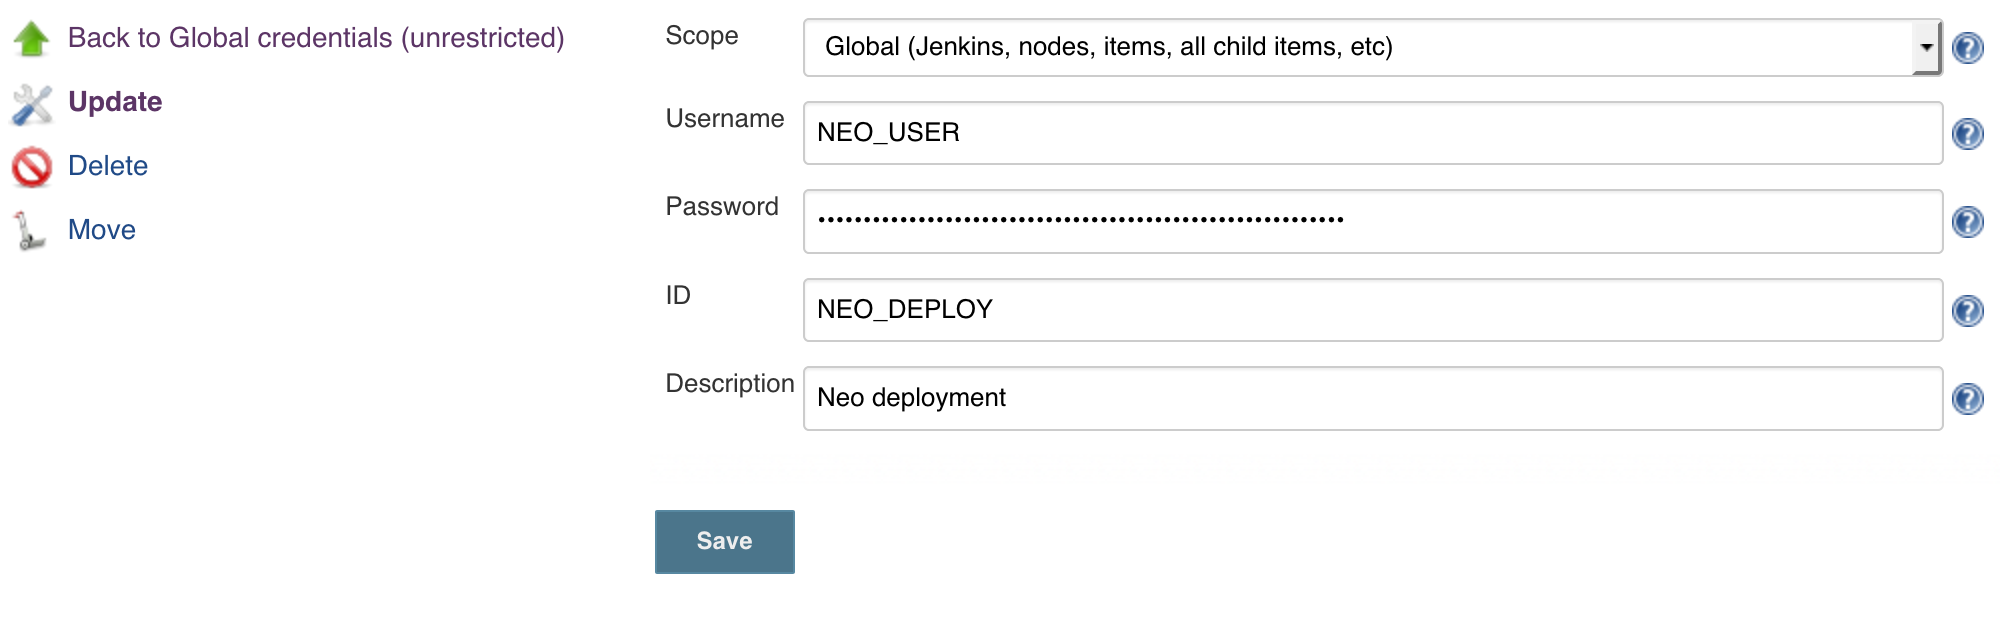 Back to Global credentials (unrestricted)
Update
Delete
Move
Scope
Global (Jenkins, nodes, items, all child items, etc)
Username
NEO_USER
Password
ID
NEO_DEPLOY
Description
Neo deployment
Save